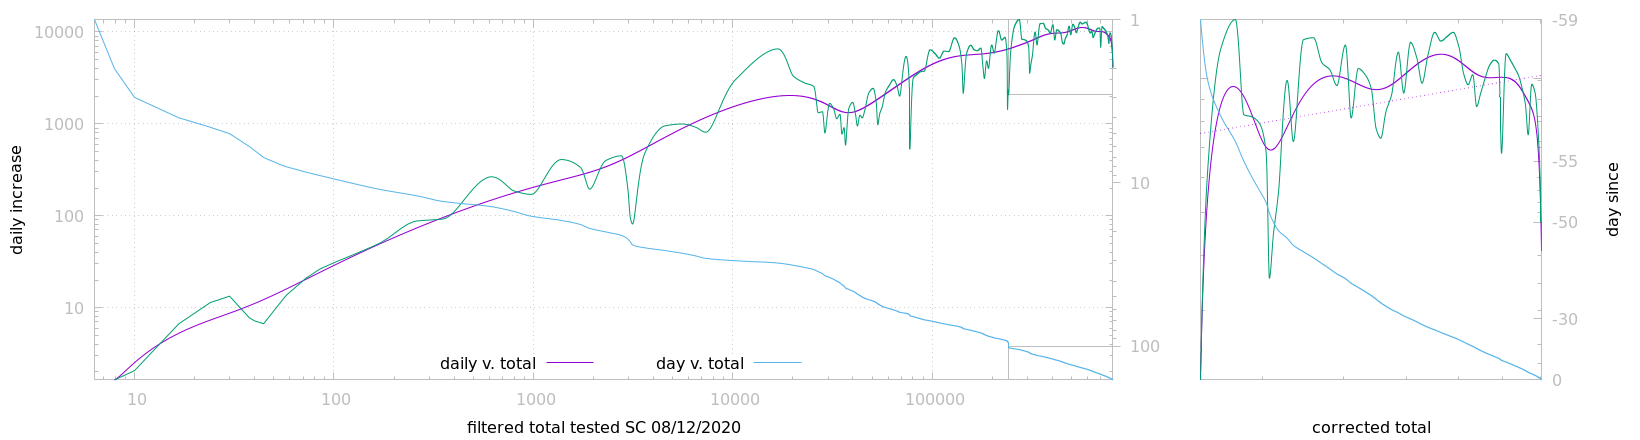 daily increase
10000
1000
100
10
daily v. total
day v. total
10
100
1000
10000
100000
filtered total tested SC 08/12/2020
1
10
100
-59
-55
-50
-30
0
day since
corrected total